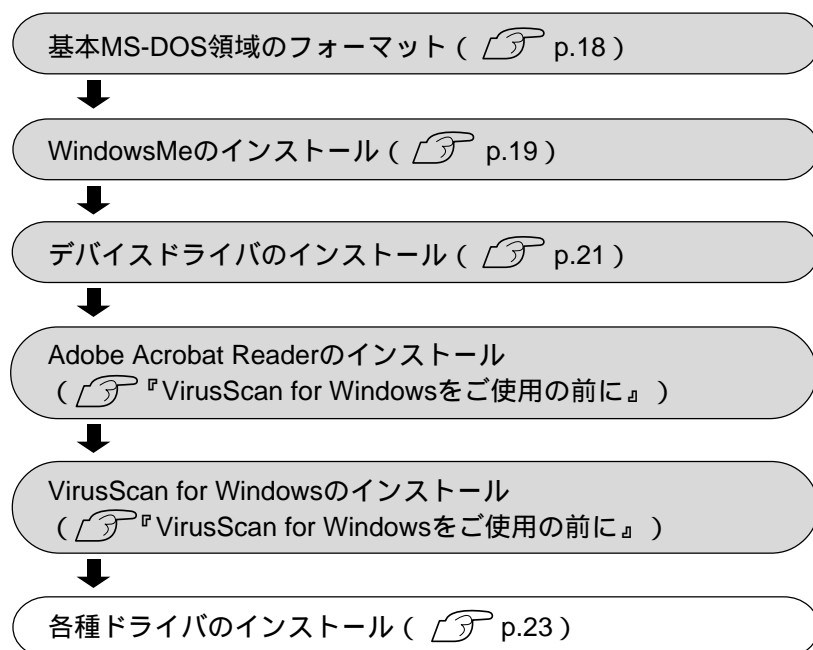 基本MS-DOS領域のフォーマット( p.18)
WindowsMeのインストール( p.19)
デバイスドライバのインストール( p.21)
Adobe Acrobat Readerのインストール
(『VirusScan for Windowsをご使用の前に』)
VirusScan for Windowsのインストール
(『VirusScan for Windowsをご使用の前に』)
各種ドライバのインストール( p.23)